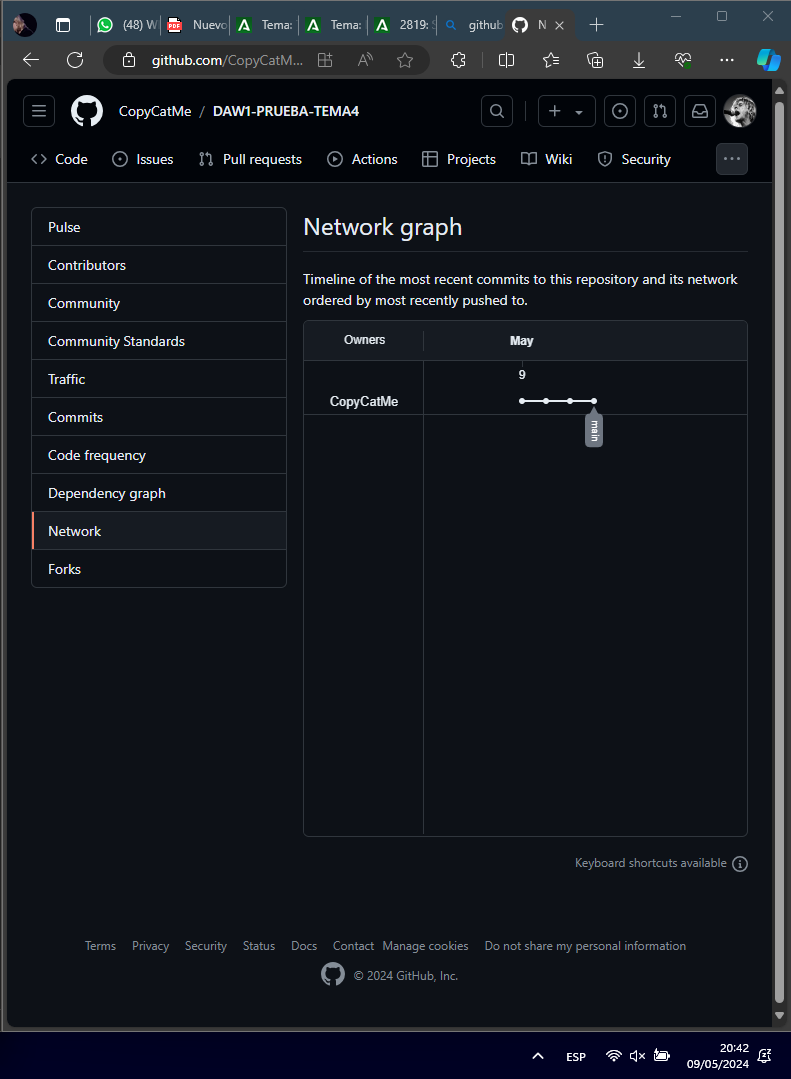 (48) W
PDF
Nuevo
Tema:
Tema:
2819: S
github
N
github.com/CopyCatM...
CopyCatMe / DAW1-PRUEBA-TEMA4
Code
Issues
Pull requests
Actions
Projects
Wiki
Security
Pulse
Contributors
Community
Community Standards
Traffic
Commits
Code frequency
Dependency graph
Network
Forks
Network graph
Timeline of the most recent commits to this repository and its network
ordered by most recently pushed to.
Owners
May
9
CopyCatMe
main
Keyboard shortcuts available
Terms
Privacy
Security
Status
Docs
Contact
Manage cookies
Do not share my personal information
© 2024 GitHub, Inc.
ESP
20:42
09/05/2024